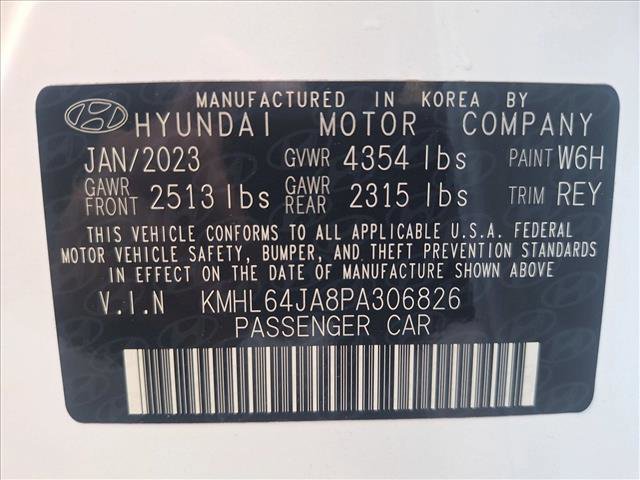 MANUFACTURED IN KOREA BY
HYUNDAI MOTOR COMPANY
JAN/2023 GVWR 4354 lbs PAINT W6H
GAWR FRONT 2513 lbs GAWR REAR 2315 lbs TRIM REY
THIS VEHICLE CONFORMS TO ALL APPLICABLE U.S.A. FEDERAL
MOTOR VEHICLE SAFETY, BUMPER, AND THEFT PREVENTION STANDARDS
IN EFFECT ON THE DATE OF MANUFACTURE SHOWN ABOVE
V.I.N KMHL64JA8PA306826
PASSENGER CAR